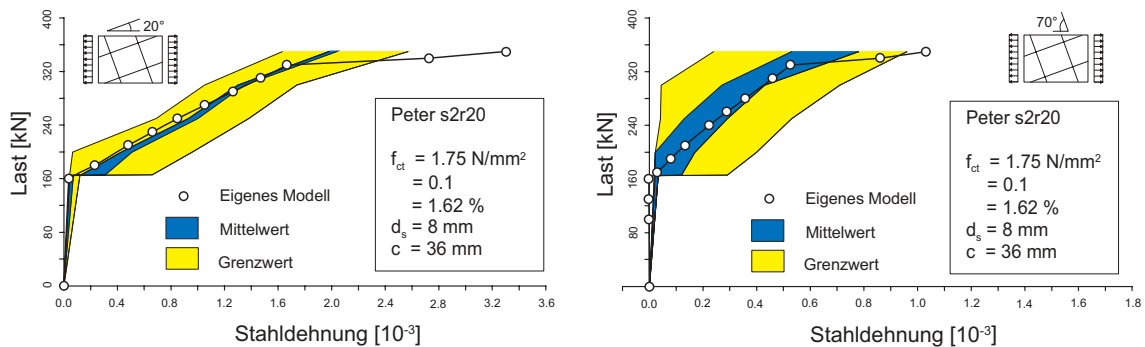 400
320
240
160
80
0
Last [kN]
20°
Peter s2r20
f_ct = 1.75 N/mm²
= 0.1
= 1.62 %
d_s = 8 mm
c = 36 mm
Eigenes Modell
Mittelwert
Grenzwert
0.0 0.4 0.8 1.2 1.6 2.0 2.4 2.8 3.2 3.6
Stahldehnung [10⁻³]
400
320
240
160
80
0
Last [kN]
70°
Peter s2r20
f_ct = 1.75 N/mm²
= 0.1
= 1.62 %
d_s = 8 mm
c = 36 mm
Eigenes Modell
Mittelwert
Grenzwert
0.0 0.2 0.4 0.6 0.8 1.0 1.2 1.4 1.6 1.8
Stahldehnung [10⁻³]